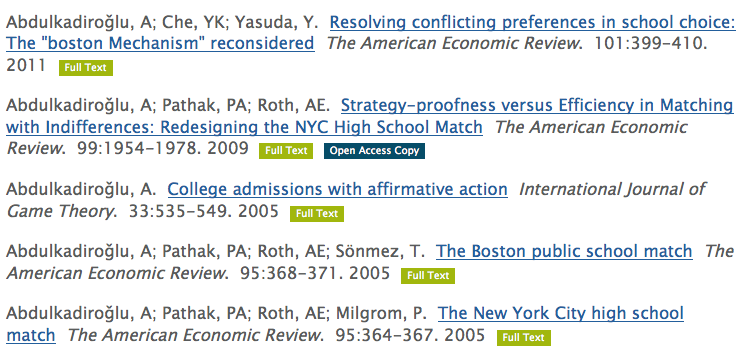 Abdulkadiroğlu, A; Che, YK; Yasuda, Y. Resolving conflicting preferences in school choice:
The "boston Mechanism" reconsidered The American Economic Review. 101:399-410.
2011 Full Text
Abdulkadiroğlu, A; Pathak, PA; Roth, AE. Strategy-proofness versus Efficiency in Matching
with Indifferences: Redesigning the NYC High School Match The American Economic
Review. 99:1954-1978. 2009 Full Text Open Access Copy
Abdulkadiroğlu, A. College admissions with affirmative action International Journal of
Game Theory. 33:535-549. 2005 Full Text
Abdulkadiroğlu, A; Pathak, PA; Roth, AE; Sönmez, T. The Boston public school match The
American Economic Review. 95:368-371. 2005 Full Text
Abdulkadiroğlu, A; Pathak, PA; Roth, AE; Milgrom, P. The New York City high school
match The American Economic Review. 95:364-367. 2005 Full Text